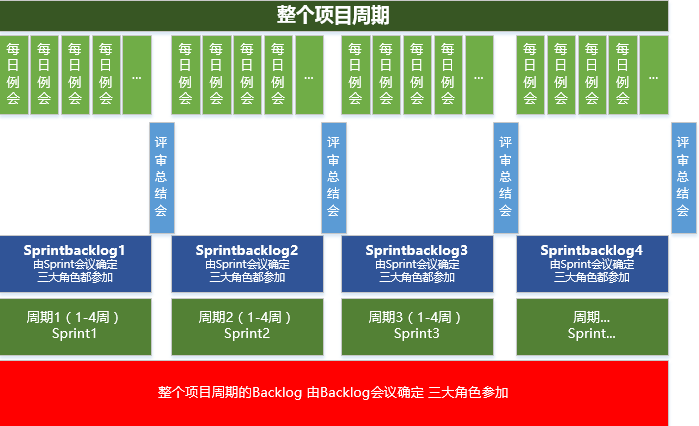 整个项目周期
每日例会 每日例会 每日例会 每日例会 ...
每日例会 每日例会 每日例会 每日例会 ...
每日例会 每日例会 每日例会 每日例会 ...
每日例会 每日例会 每日例会 每日例会 ...
评审总结会
评审总结会
评审总结会
评审总结会
Sprintbacklog1
由Sprint会议确定
三大角色都参加
Sprintbacklog2
由Sprint会议确定
三大角色都参加
Sprintbacklog3
由Sprint会议确定
三大角色都参加
Sprintbacklog4
由Sprint会议确定
三大角色都参加
周期1（1-4周）
Sprint1
周期2（1-4周）
Sprint2
周期3（1-4周）
Sprint3
周期...
Sprint...
整个项目周期的Backlog 由Backlog会议确定 三大角色参加